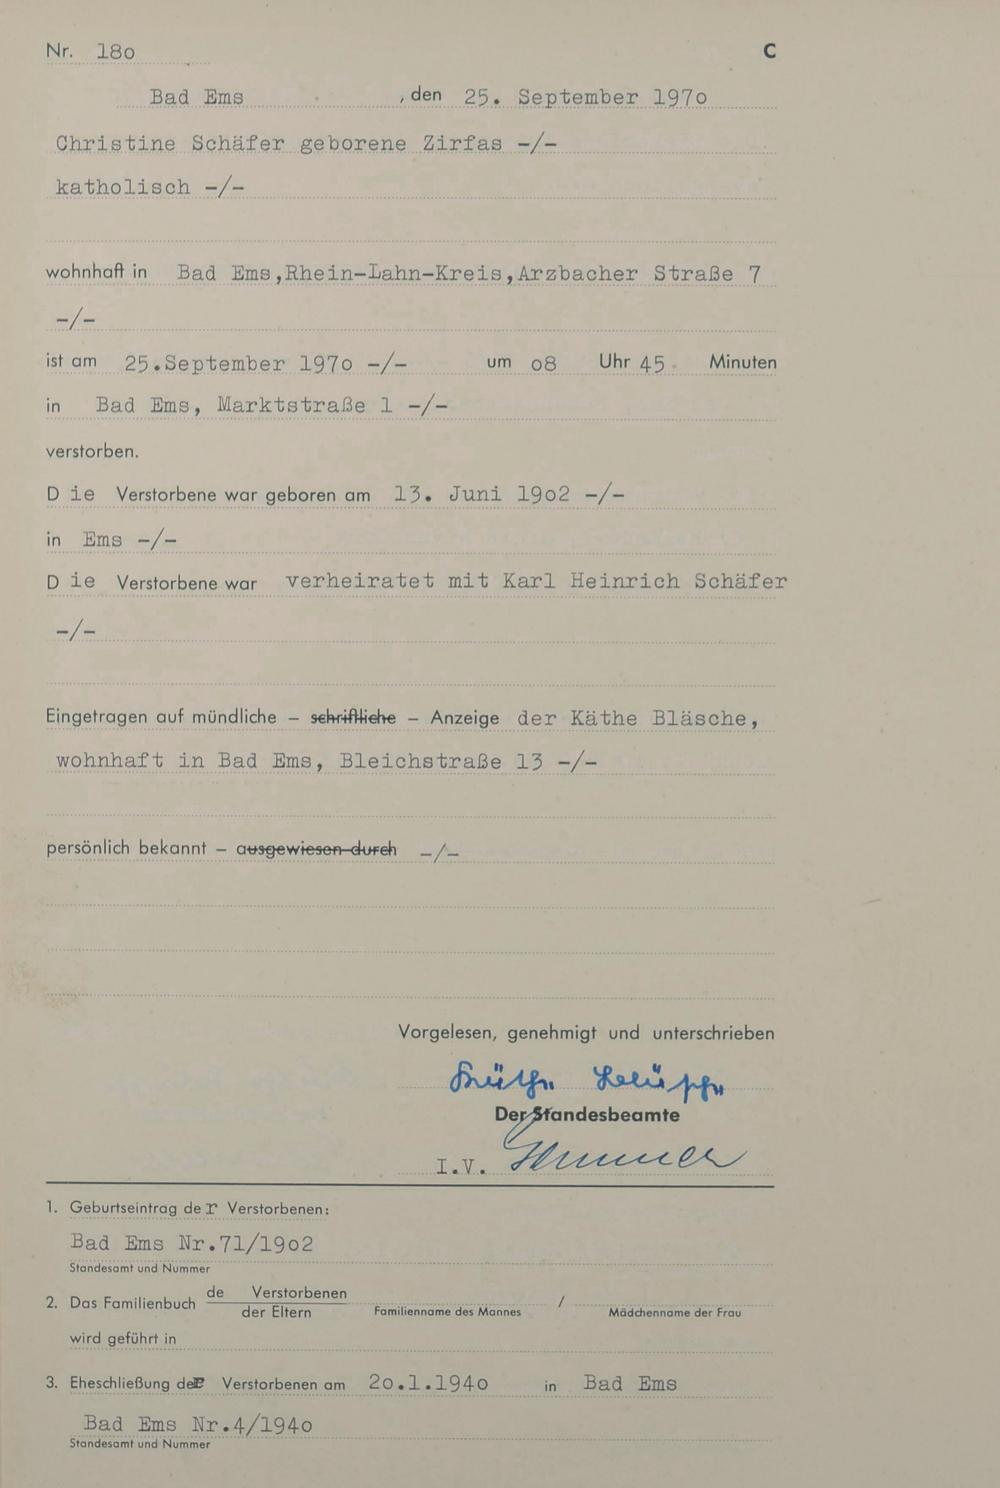 Nr. 18o C
Bad Ems , den 25. September 197o
Christine Schäfer geborene Zirfas -/-
katholisch -/-
wohnhaft in Bad Ems,Rhein-Lahn-Kreis,Arzbacher Straße 7
-/-
ist am 25.September 197o -/- um o8 Uhr 45 Minuten
in Bad Ems, Marktstraße 1 -/-
verstorben.
D ie Verstorbene war geboren am 13. Juni 19o2 -/-
in Ems -/-
D ie Verstorbene war verheiratet mit Karl Heinrich Schäfer
-/-
Eingetragen auf mündliche – schriftliche – Anzeige der Käthe Bläsche,
wohnhaft in Bad Ems, Bleichstraße 13 -/-
persönlich bekannt – ausgewiesen durch -/-
Vorgelesen, genehmigt und unterschrieben
Käthe Bläsche
Der Standesbeamte
I.V.
1. Geburtseintrag der Verstorbenen:
Bad Ems Nr.71/19o2
Standesamt und Nummer
2. Das Familienbuch de Verstorbenen
der Eltern Familienname des Mannes / Mädchenname der Frau
wird geführt in
3. Eheschließung der Verstorbenen am 2o.1.194o in Bad Ems
Bad Ems Nr.4/194o
Standesamt und Nummer